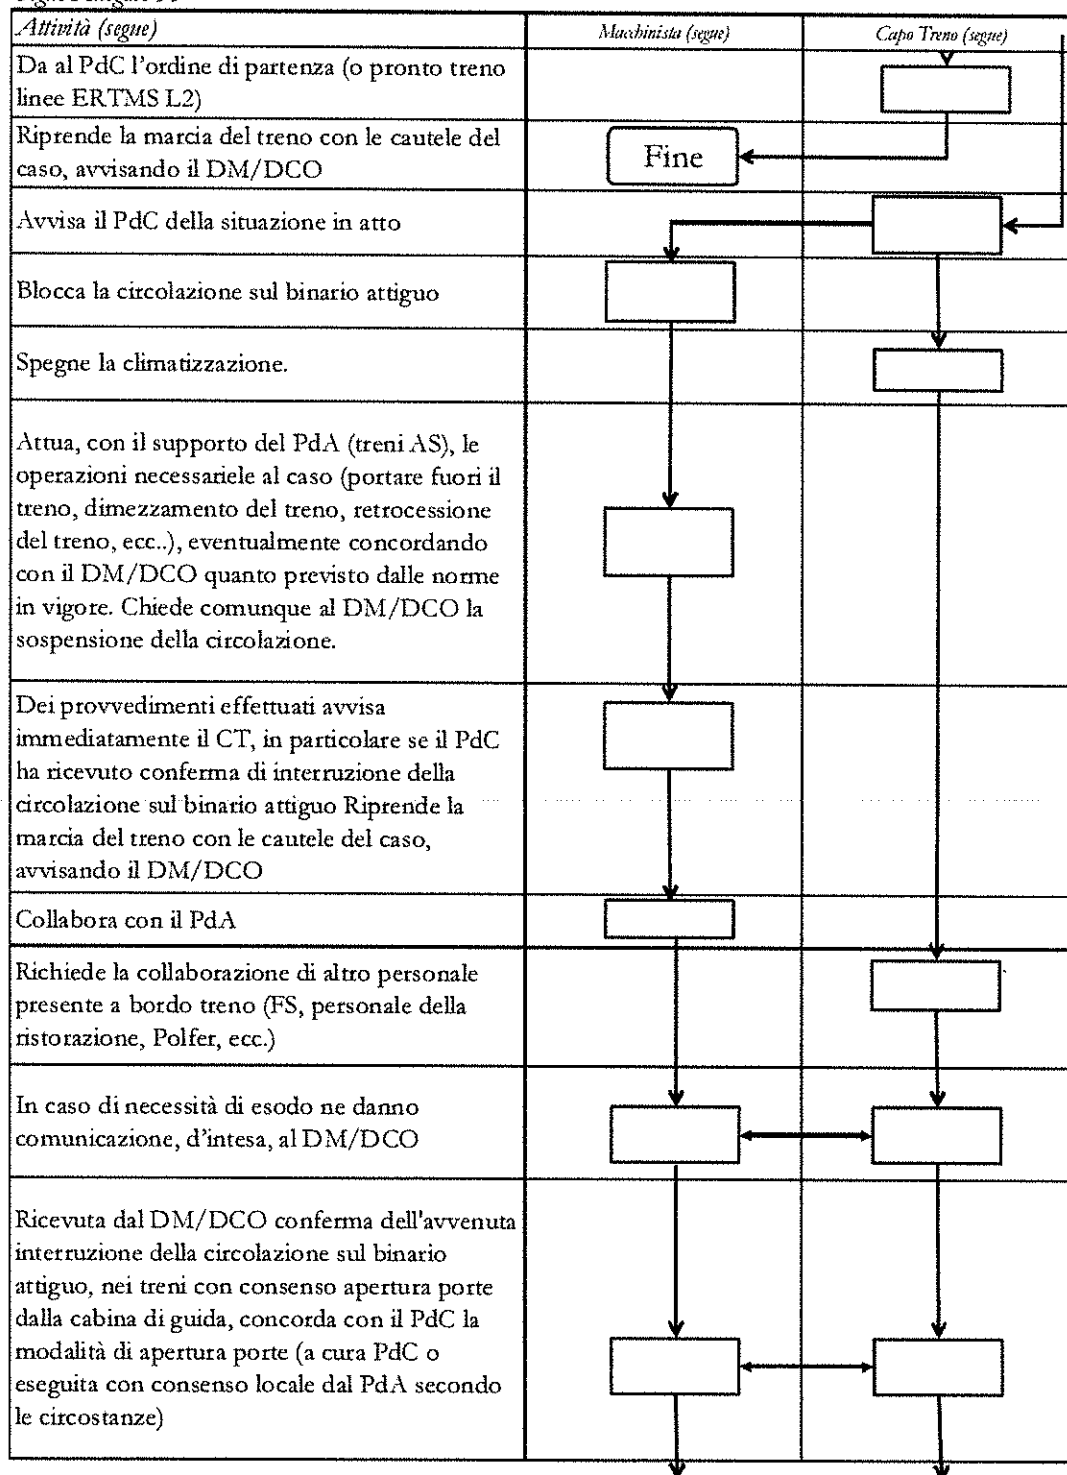 Attività (segue)
Macchinista (segue)
Capo Treno (segue)
Da al PdC l'ordine di partenza (o pronto treno
linee ERTMS L2)
Riprende la marcia del treno con le cautele del
caso, avvisando il DM/DCO
Fine
Avvisa il PdC della situazione in atto
Blocca la circolazione sul binario attiguo
Spegne la climatizzazione.
Attua, con il supporto del PdA (treni AS), le
operazioni necessariele al caso (portare fuori il
treno, dimezzamento del treno, retrocessione
del treno, ecc..), eventualmente concordando
con il DM/DCO quanto previsto dalle norme
in vigore. Chiede comunque al DM/DCO la
sospensione della circolazione.
Dei provvedimenti effettuati avvisa
immediatamente il CT, in particolare se il PdC
ha ricevuto conferma di interruzione della
circolazione sul binario attiguo Riprende la
marcia del treno con le cautele del caso,
avvisando il DM/DCO
Collabora con il PdA
Richiede la collaborazione di altro personale
presente a bordo treno (FS, personale della
ristorazione, Polfer, ecc.)
In caso di necessità di esodo ne danno
comunicazione, d'intesa, al DM/DCO
Ricevuta dal DM/DCO conferma dell'avvenuta
interruzione della circolazione sul binario
attiguo, nei treni con consenso apertura porte
dalla cabina di guida, concorda con il PdC la
modalità di apertura porte (a cura PdC o
eseguita con consenso locale dal PdA secondo
le circostanze)